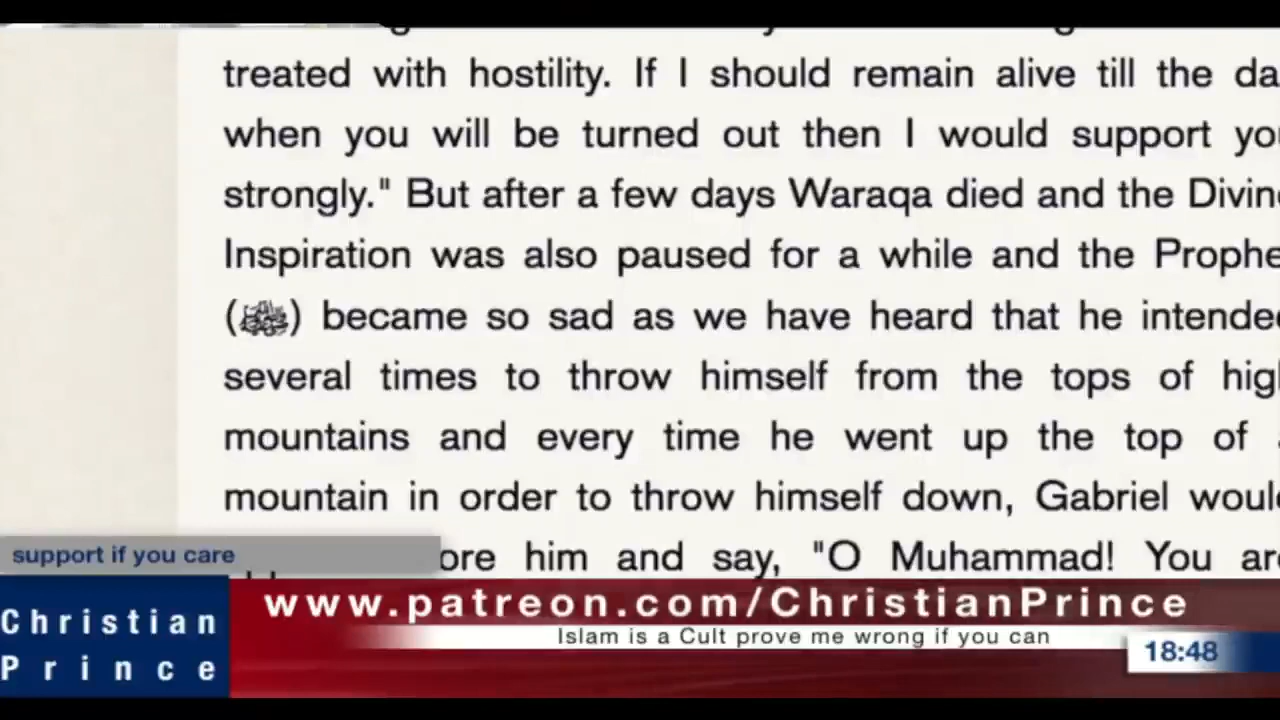 treated with hostility. If I should remain alive till the da
when you will be turned out then I would support you
strongly." But after a few days Waraqa died and the Divine
Inspiration was also paused for a while and the Prophe
(ﷺ) became so sad as we have heard that he intended
several times to throw himself from the tops of high
mountains and every time he went up the top of
mountain in order to throw himself down, Gabriel would
ore him and say, "O Muhammad! You are
support if you care
Christian
Prince
www.patreon.com/ChristianPrince
Islam is a Cult prove me wrong if you can
18:48